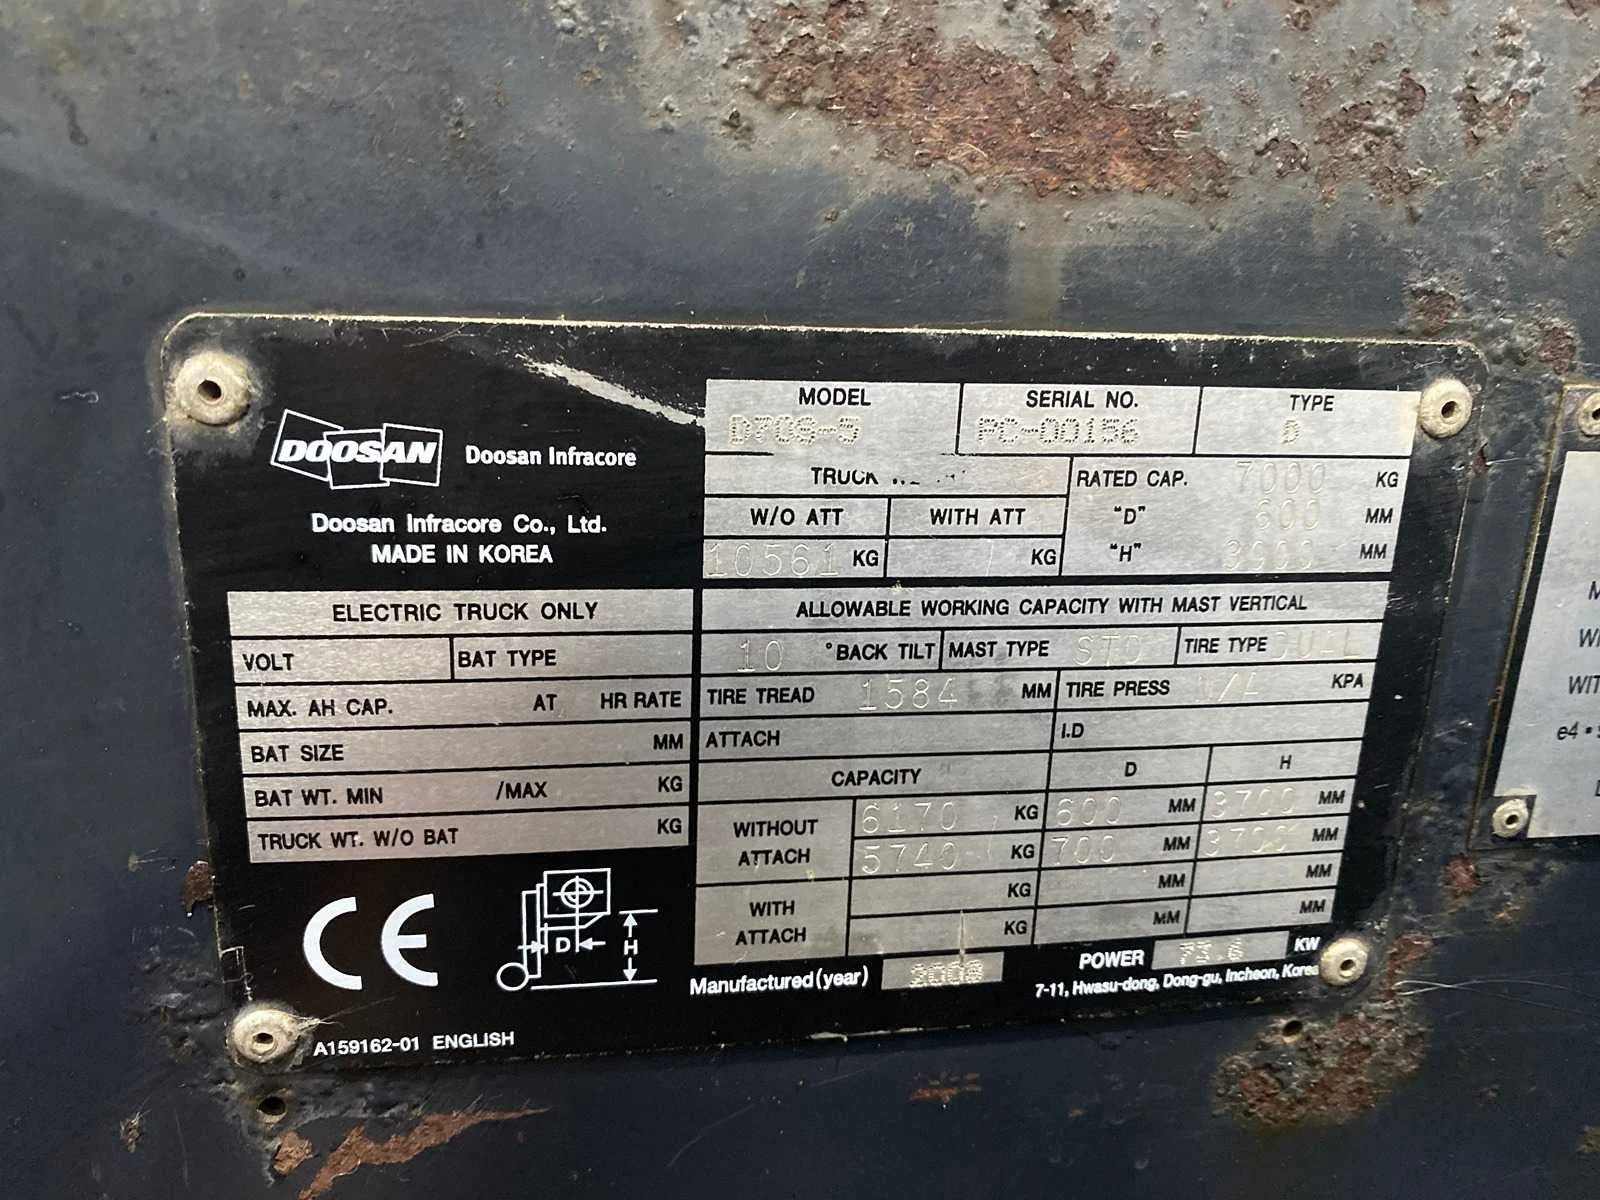 DOOSAN Doosan Infracore
Doosan Infracore Co., Ltd.
MADE IN KOREA
MODEL SERIAL NO. TYPE
D70S-5 PC-00156 D
TRUCK
W/O ATT WITH ATT
10561 KG / KG
RATED CAP. 7000 KG
"D" 600 MM
"H" MM
ELECTRIC TRUCK ONLY
VOLT BAT TYPE
MAX. AH CAP. AT HR RATE
BAT SIZE MM
BAT WT. MIN /MAX KG
TRUCK WT. W/O BAT KG
ALLOWABLE WORKING CAPACITY WITH MAST VERTICAL
10 °BACK TILT MAST TYPE STD TIRE TYPE
TIRE TREAD 1584 MM TIRE PRESS N/A KPA
ATTACH I.D
CAPACITY D H
WITHOUT ATTACH
6170 KG 600 MM 3700 MM
5740 KG 700 MM 3700 MM
WITH ATTACH
KG MM MM
KG MM MM
CE
D H
Manufactured (year) POWER 73.6 KW
7-11, Hwasu-dong, Dong-gu, Incheon, Korea
A159162-01 ENGLISH